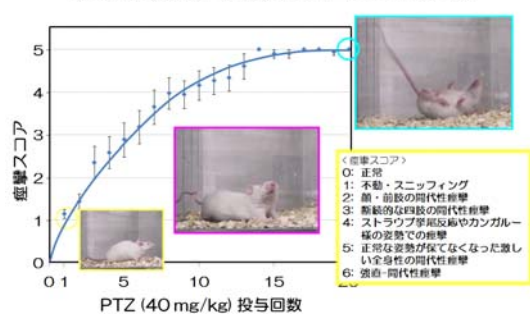 5
4
3
2
1
0
0 1
5
10
15
痙攣スコア
PTZ (40 mg/kg) 投与回数
<痙攣スコア>
0: 正常
1: 不動・スニッフィング
2: 顔・前肢の間代性痙攣
3: 断続的な四肢の間代性痙攣
4: ストラウブ挙尾反応やカンガルー
様の姿勢での痙攣
5: 正常な姿勢が保てなくなった激し
い全身性の間代性痙攣
6: 強直-間代性痙攣